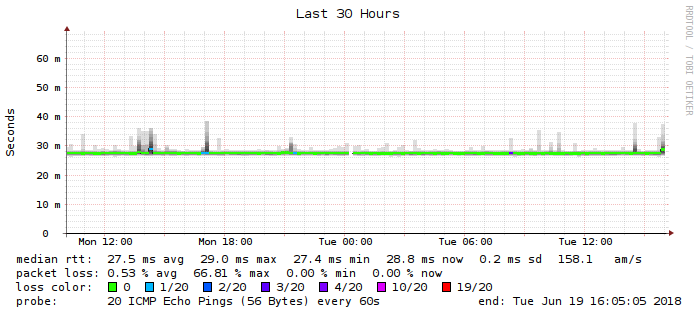 Last 30 Hours
RRDTOOL / TOBI OETIKER
Seconds
60 m
50 m
40 m
30 m
20 m
10 m
0
Mon 12:00 Mon 18:00 Tue 00:00 Tue 06:00 Tue 12:00
median rtt: 27.5 ms avg 29.0 ms max 27.4 ms min 28.8 ms now 0.2 ms sd 158.1 am/s
packet loss: 0.53 % avg 66.81 % max 0.00 % min 0.00 % now
loss color: 0 1/20 2/20 3/20 4/20 10/20 19/20
probe: 20 ICMP Echo Pings (56 Bytes) every 60s end: Tue Jun 19 16:05:05 2018